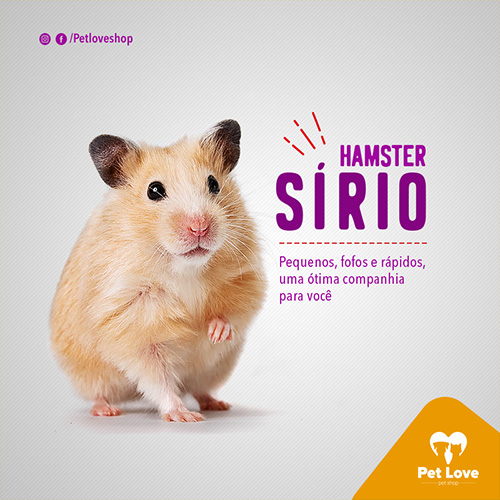 /Petloveshop
HAMSTER
SÍRIO
Pequenos, fofos e rápidos,
uma ótima companhia
para você
Pet Love
pet shop